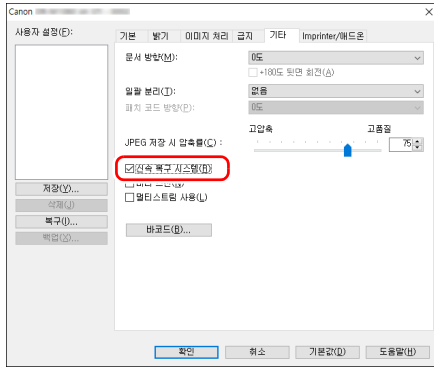 Canon
사용자 설정(F):
기본 밝기 이미지 처리 급지 기타 Imprinter/애드온
문서 방향(M): 0도
+180도 뒷면 회전(A)
일괄 분리(T): 없음
패치 코드 방향(P): 0도
고압축 고품질
JPEG 저장 시 압축률(C) : 75
신속 복구 시스템(R)
멀티스트림 사용(L)
저장(Y)...
삭제(J)
복구(I)...
백업(X)...
바코드(B)...
확인 취소 기본값(D) 도움말(H)